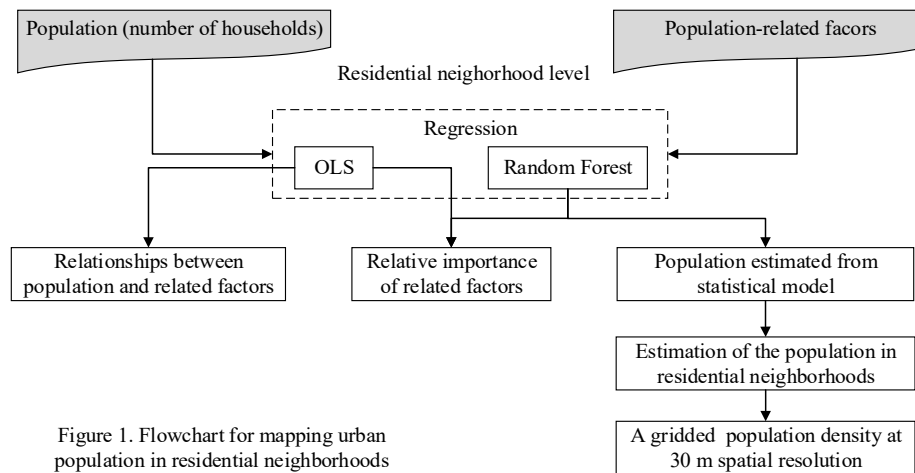 Population (number of households)
Population-related facors
Residential neighorhood level
Regression
OLS
Random Forest
Relationships between
population and related factors
Relative importance
of related factors
Population estimated from
statistical model
Estimation of the population in
residential neighborhoods
A gridded population density at
30 m spatial resolution
Figure 1. Flowchart for mapping urban
population in residential neighborhoods